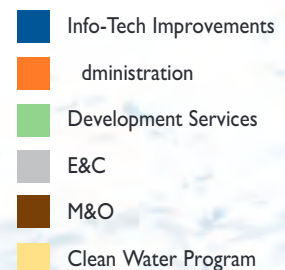 Info-Tech Improvements
dministration
Development Services
E&C
M&O
Clean Water Program